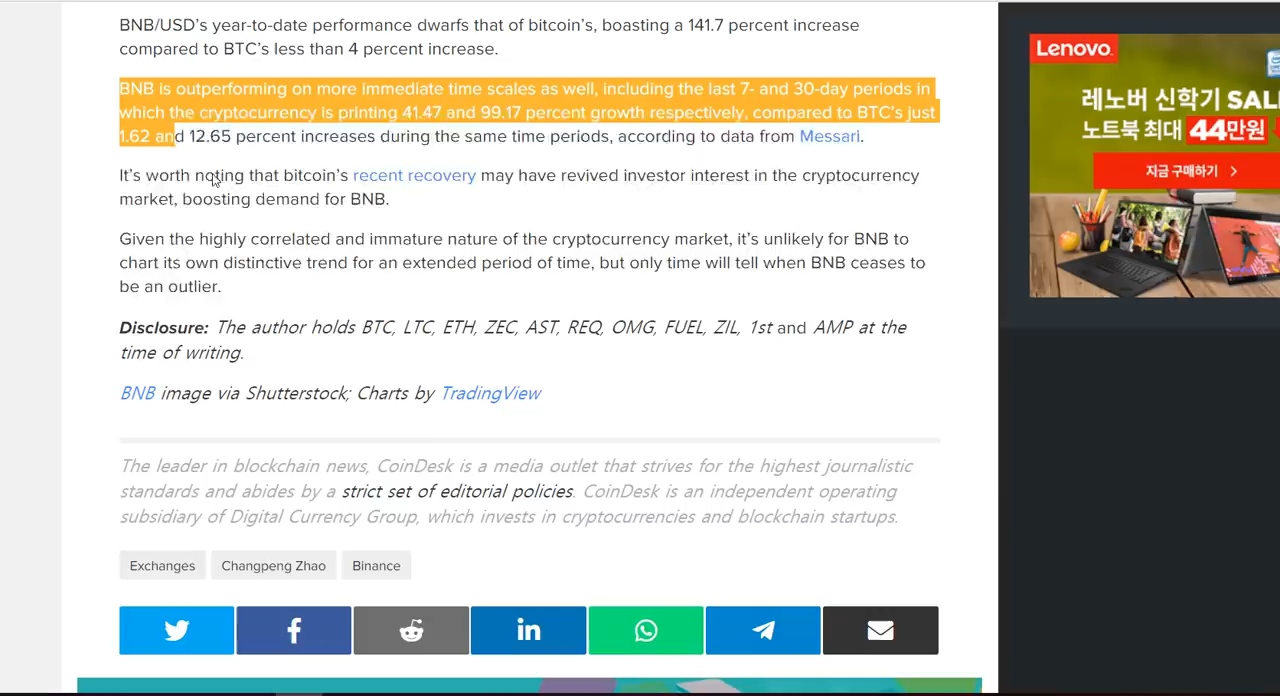 BNB/USD's year-to-date performance dwarfs that of bitcoin's, boasting a 141.7 percent increase
compared to BTC's less than 4 percent increase.
BNB is outperforming on more immediate time scales as well, including the last 7- and 30-day periods in
which the cryptocurrency is printing 41.47 and 99.17 percent growth respectively, compared to BTC's just
1.62 and 12.65 percent increases during the same time periods, according to data from Messari.
It's worth noting that bitcoin's recent recovery may have revived investor interest in the cryptocurrency
market, boosting demand for BNB.
Given the highly correlated and immature nature of the cryptocurrency market, it's unlikely for BNB to
chart its own distinctive trend for an extended period of time, but only time will tell when BNB ceases to
be an outlier.
Disclosure: The author holds BTC, LTC, ETH, ZEC, AST, REQ, OMG, FUEL, ZIL, 1st and AMP at the
time of writing.
BNB image via Shutterstock; Charts by TradingView
The leader in blockchain news, CoinDesk is a media outlet that strives for the highest journalistic
standards and abides by a strict set of editorial policies. CoinDesk is an independent operating
subsidiary of Digital Currency Group, which invests in cryptocurrencies and blockchain startups.
Exchanges
Changpeng Zhao
Binance
Lenovo
레노버 신학기 SAL
노트북 최대 44만원
지금 구매하기 >